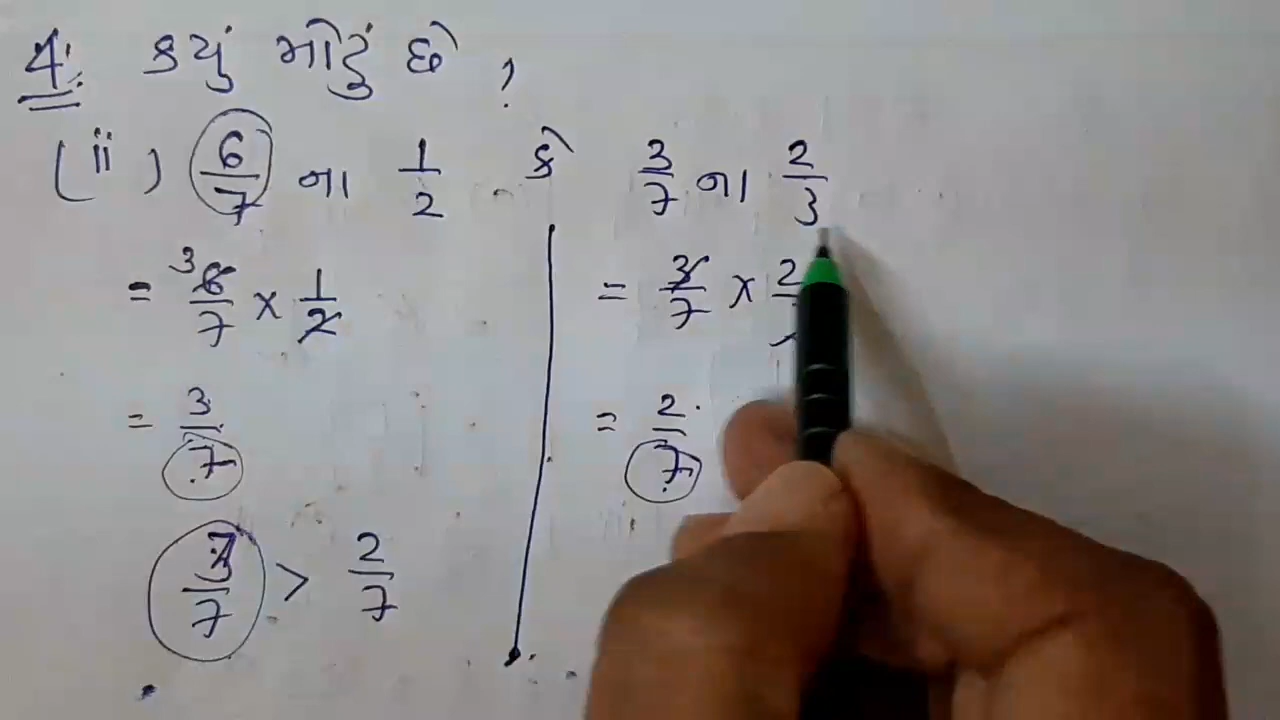 4. કયું મોટું છે ?
(ii) 6/7 ના 1/2 કે 3/7 ના 2/3
= 3 6/7 × 1/2 = 3/7 × 2
= 3/7 = 2/7
3/7 > 2/7